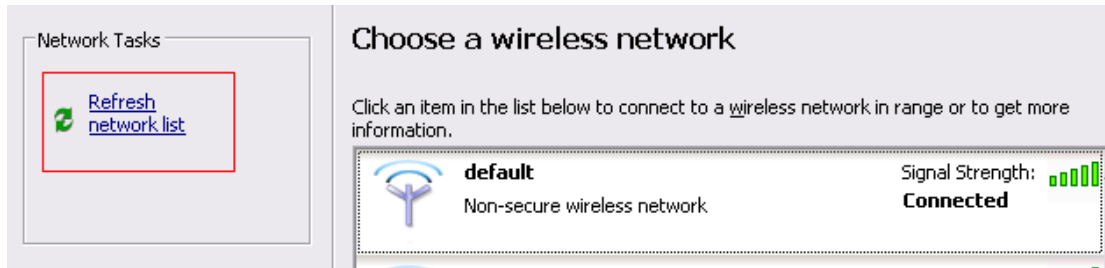 Network Tasks
Refresh
network list
Choose a wireless network
Click an item in the list below to connect to a wireless network in range or to get more
information.
default
Signal Strength:
Non-secure wireless network
Connected